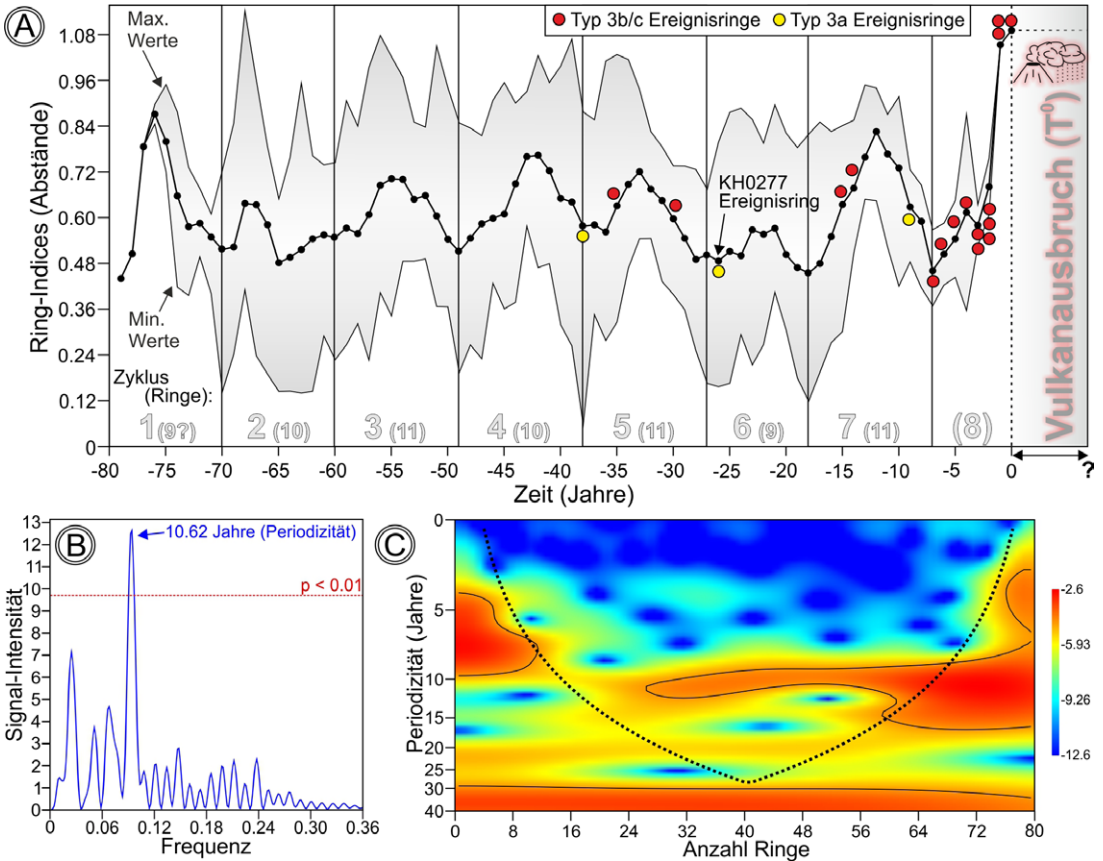 A
Max.
Werte
Typ 3b/c Ereignisringe
Typ 3a Ereignisringe
Ring-Indices (Abstände)
1.08
0.96
0.84
0.72
0.60
0.48
0.36
0.24
0.12
0
KH0277
Ereignisring
Min.
Werte
Zyklus
(Ringe):
1 (9?)
2 (10)
3 (11)
4 (10)
5 (11)
6 (9)
7 (11)
(8)
Vulkanausbruch (T⁰)
-80 -75 -70 -65 -60 -55 -50 -45 -40 -35 -30 -25 -20 -15 -10 -5 0 ?
Zeit (Jahre)
B
10.62 Jahre (Periodizität)
p < 0.01
Signal-Intensität
13
12
11
10
9
8
7
6
5
4
3
2
1
0
0 0.06 0.12 0.18 0.24 0.30 0.36
Frequenz
C
Periodizität (Jahre)
0
5
10
15
20
25
30
40
0 8 16 24 32 40 48 56 64 72 80
Anzahl Ringe
-2.6
-5.93
-9.26
-12.6